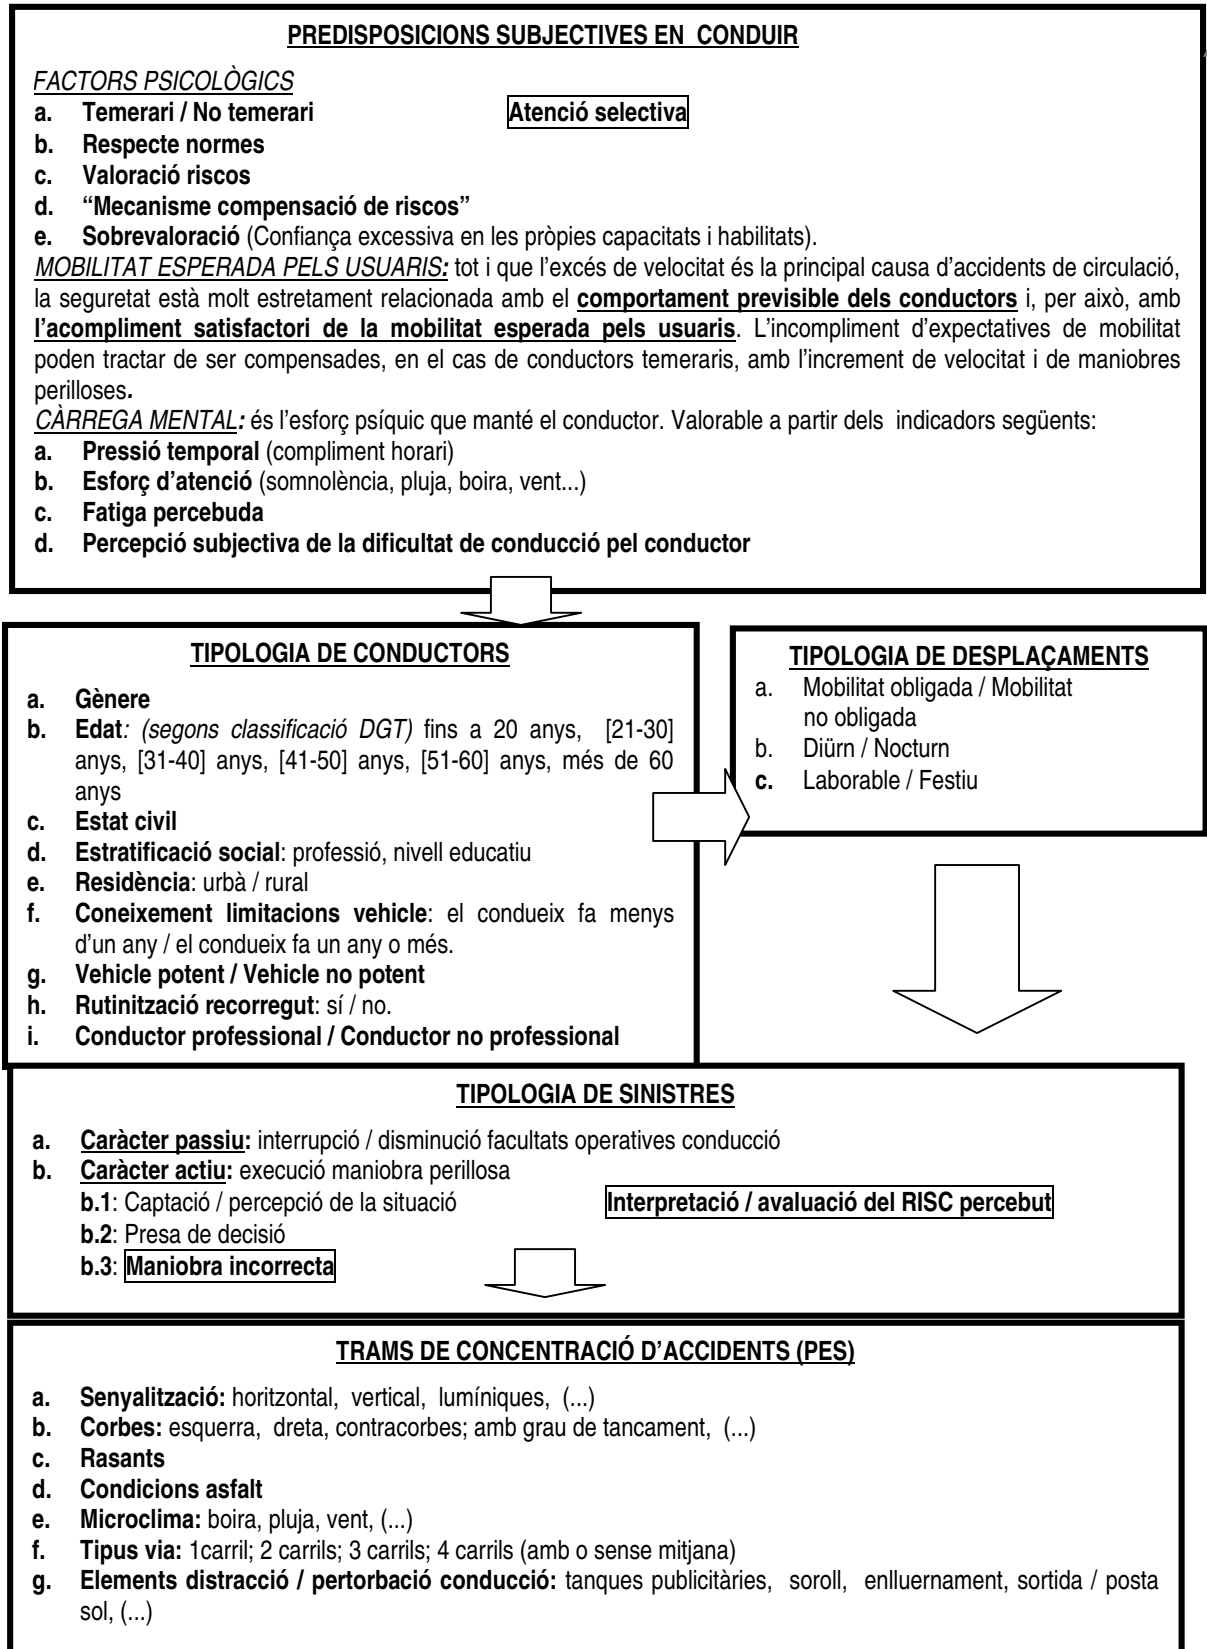 PREDISPOSICIONS SUBJECTIVES EN CONDUIR
FACTORS PSICOLÒGICS
a. Temerari / No temerari Atenció selectiva
b. Respecte normes
c. Valoració riscos
d. “Mecanisme compensació de riscos”
e. Sobrevaloració (Confiança excessiva en les pròpies capacitats i habilitats).
MOBILITAT ESPERADA PELS USUARIS: tot i que l’excés de velocitat és la principal causa d’accidents de circulació,
la seguretat està molt estretament relacionada amb el comportament previsible dels conductors i, per això, amb
l’acompliment satisfactori de la mobilitat esperada pels usuaris. L’incompliment d’expectatives de mobilitat
poden tractar de ser compensades, en el cas de conductors temeraris, amb l’increment de velocitat i de maniobres
perilloses.
CÀRREGA MENTAL: és l’esforç psíquic que manté el conductor. Valorable a partir dels indicadors següents:
a. Pressió temporal (compliment horari)
b. Esforç d’atenció (somnolència, pluja, boira, vent...)
c. Fatiga percebuda
d. Percepció subjectiva de la dificultat de conducció pel conductor
TIPOLOGIA DE CONDUCTORS
a. Gènere
b. Edat: (segons classificació DGT) fins a 20 anys, [21-30]
anys, [31-40] anys, [41-50] anys, [51-60] anys, més de 60
anys
c. Estat civil
d. Estratificació social: professió, nivell educatiu
e. Residència: urbà / rural
f. Coneixement limitacions vehicle: el condueix fa menys
d’un any / el condueix fa un any o més.
g. Vehicle potent / Vehicle no potent
h. Rutinització recorregut: sí / no.
i. Conductor professional / Conductor no professional
TIPOLOGIA DE DESPLAÇAMENTS
a. Mobilitat obligada / Mobilitat
no obligada
b. Diürn / Nocturn
c. Laborable / Festiu
TIPOLOGIA DE SINISTRES
a. Caràcter passiu: interrupció / disminució facultats operatives conducció
b. Caràcter actiu: execució maniobra perillosa
b.1: Captació / percepció de la situació Interpretació / avaluació del RISC percebut
b.2: Presa de decisió
b.3: Maniobra incorrecta
TRAMS DE CONCENTRACIÓ D’ACCIDENTS (PES)
a. Senyalització: horitzontal, vertical, lumíniques, (...)
b. Corbes: esquerra, dreta, contracorbes; amb grau de tancament, (...)
c. Rasants
d. Condicions asfalt
e. Microclima: boira, pluja, vent, (...)
f. Tipus via: 1carril; 2 carrils; 3 carrils; 4 carrils (amb o sense mitjana)
g. Elements distracció / pertorbació conducció: tanques publicitàries, soroll, enlluernament, sortida / posta
sol, (...)